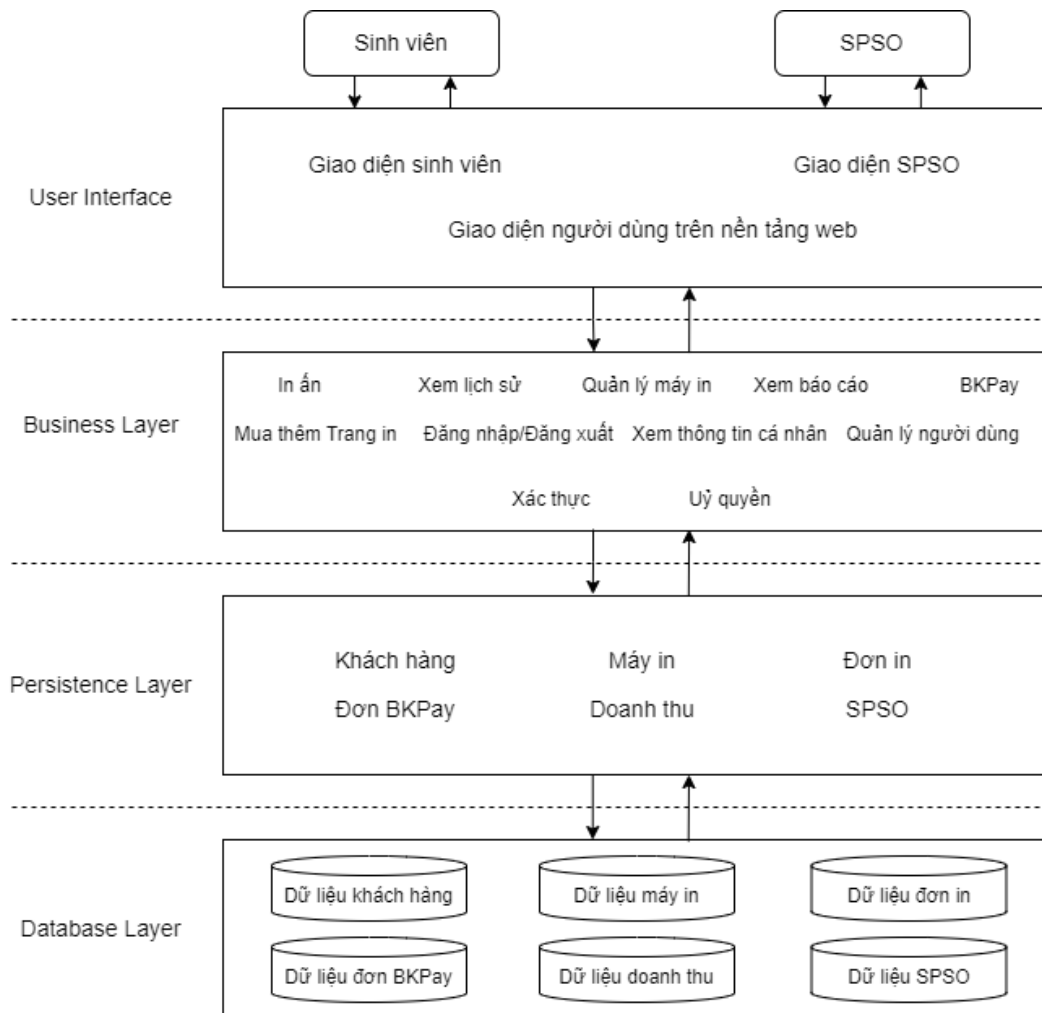 Sinh viên
SPSO
Giao diện sinh viên
Giao diện SPSO
User Interface
Giao diện người dùng trên nền tảng web
In ấn
Xem lịch sử
Quản lý máy in
Xem báo cáo
BKPay
Business Layer
Mua thêm Trang in
Đăng nhập/Đăng xuất
Xem thông tin cá nhân
Quản lý người dùng
Xác thực
Uỷ quyền
Khách hàng
Máy in
Đơn in
Persistence Layer
Đơn BKPay
Doanh thu
SPSO
Dữ liệu khách hàng
Dữ liệu máy in
Dữ liệu đơn in
Database Layer
Dữ liệu đơn BKPay
Dữ liệu doanh thu
Dữ liệu SPSO